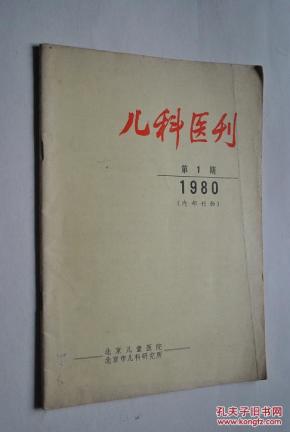 儿科医刊
第1期
1980
(内部刊物)
北京儿童医院
北京市儿科研究所
孔夫子旧书网